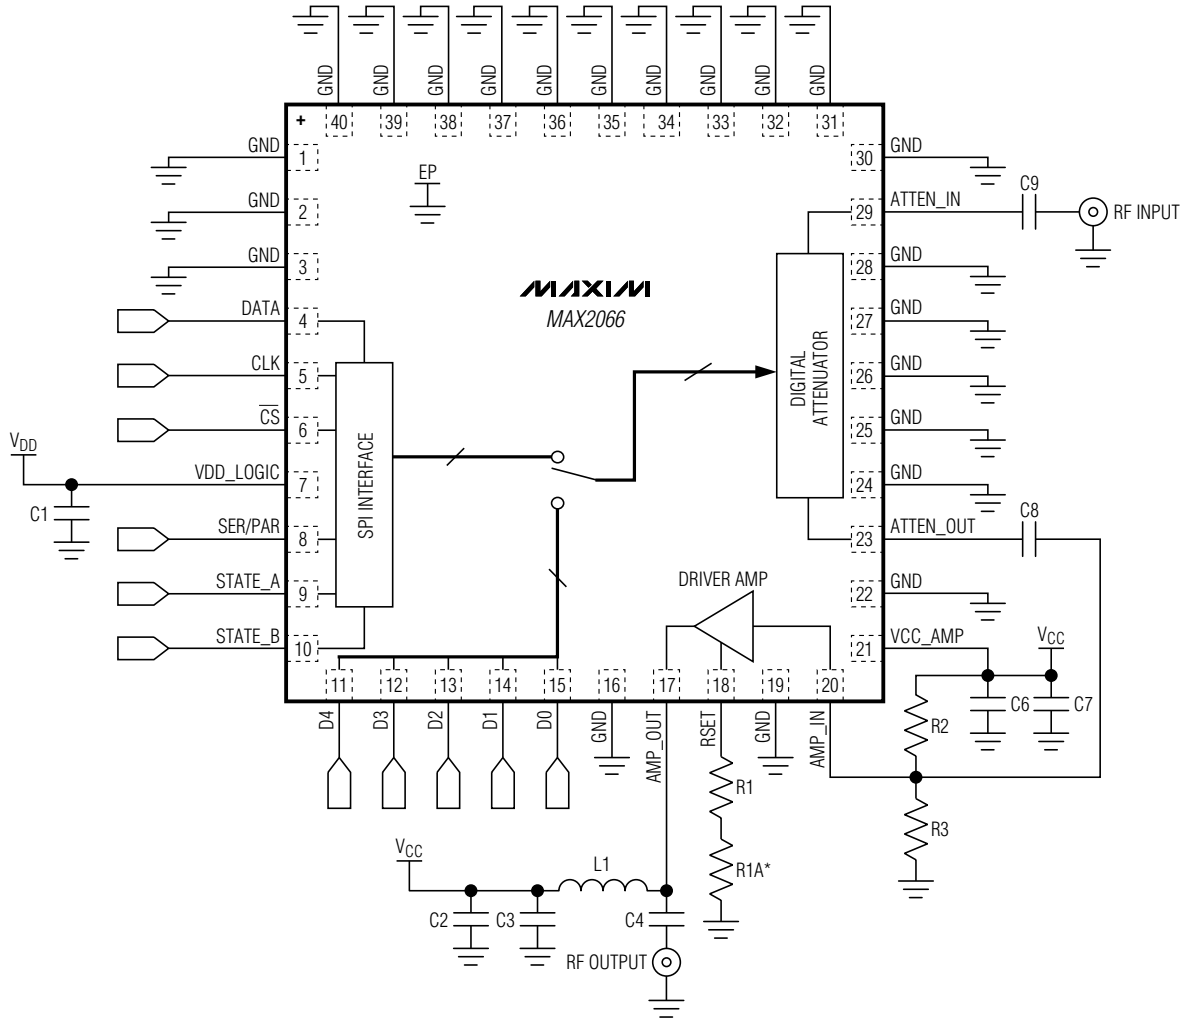 GND GND GND GND GND GND GND GND GND GND
+ 40 39 38 37 36 35 34 33 32 31
GND 1
30 GND
EP
C9
GND 2
29 ATTEN_IN
RF INPUT
GND 3
28 GND
MAXIM
MAX2066
DATA 4
27 GND
CLK 5
26 GND
DIGITAL
ATTENUATOR
CS 6
25 GND
VDD
VDD_LOGIC 7
24 GND
SPI INTERFACE
C1
C8
SER/PAR 8
23 ATTEN_OUT
DRIVER AMP
STATE_A 9
22 GND
STATE_B 10
21 VCC_AMP
VCC
11 12 13 14 15 16 17 18 19 20
D4 D3 D2 D1 D0 GND AMP_OUT RSET GND AMP_IN
R2
C6 C7
R1
R3
VCC
L1
R1A*
C2 C3 C4
RF OUTPUT